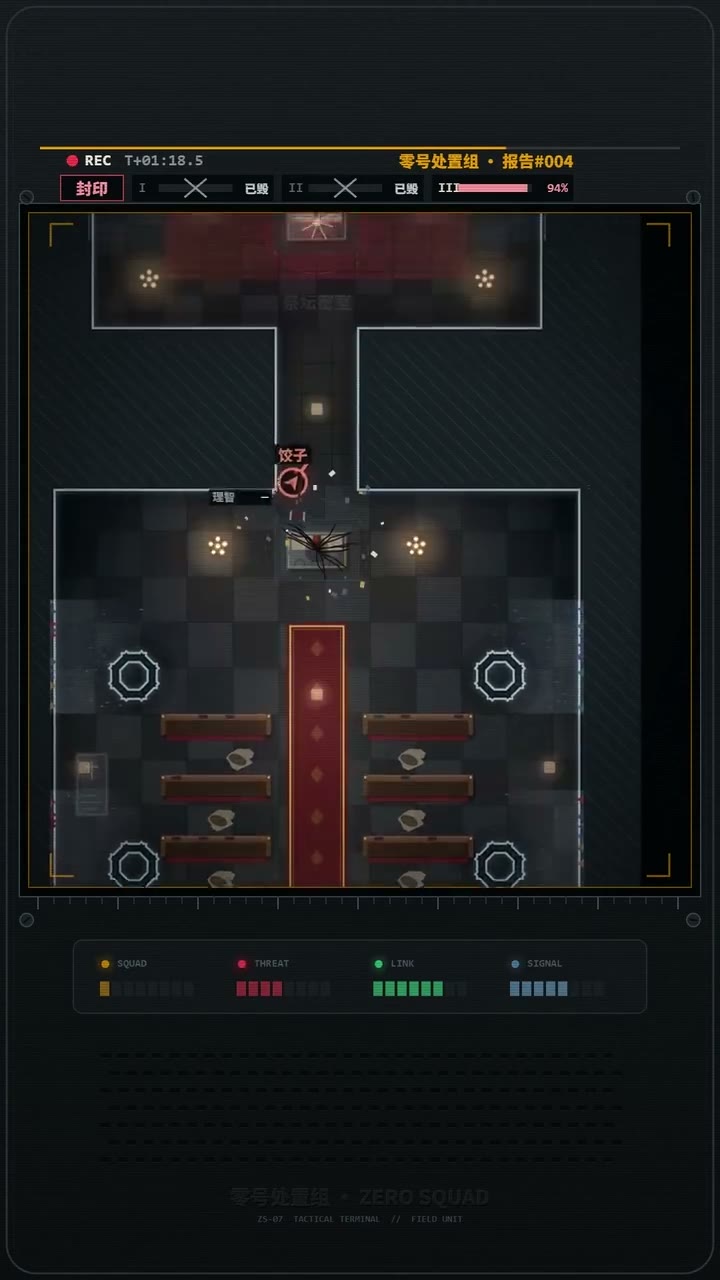 REC T+01:18.5 零号处置组 · 报告#004
封印 I 已毁 II 已毁 III 94%
祭坛密室
饺子
理智 —
SQUAD THREAT LINK SIGNAL
零号处置组 · ZERO SQUAD
ZS-07 TACTICAL TERMINAL // FIELD UNIT